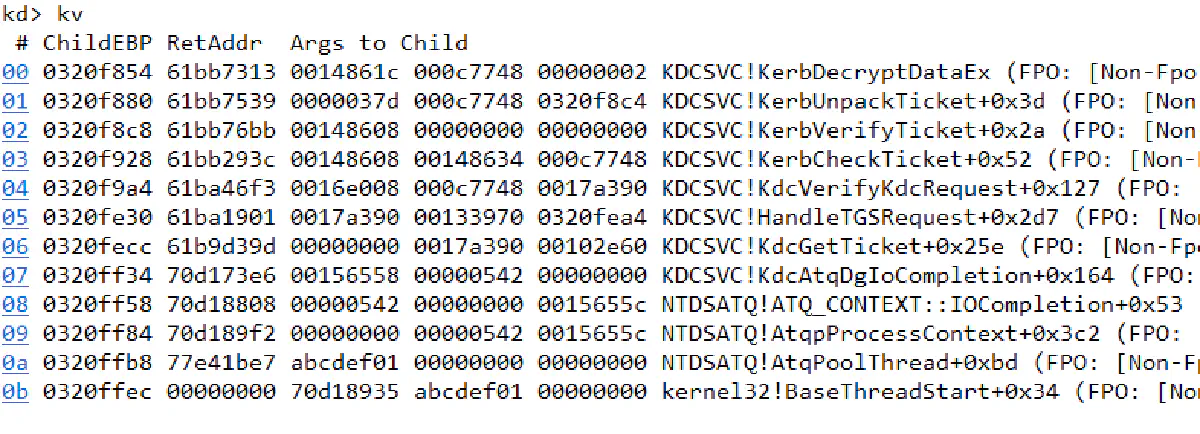 kd> kv
 # ChildEBP RetAddr  Args to Child
00 0320f854 61bb7313 0014861c 000c7748 00000002 KDCSVC!KerbDecryptDataEx (FPO: [Non-Fpo
01 0320f880 61bb7539 0000037d 000c7748 0320f8c4 KDCSVC!KerbUnpackTicket+0x3d (FPO: [Non
02 0320f8c8 61bb76bb 00148608 00000000 00000000 KDCSVC!KerbVerifyTicket+0x2a (FPO: [Non
03 0320f928 61bb293c 00148608 00148634 000c7748 KDCSVC!KerbCheckTicket+0x52 (FPO: [Non-
04 0320f9a4 61ba46f3 0016e008 000c7748 0017a390 KDCSVC!KdcVerifyKdcRequest+0x127 (FPO:
05 0320fe30 61ba1901 0017a390 00133970 0320fea4 KDCSVC!HandleTGSRequest+0x2d7 (FPO: [No
06 0320fecc 61b9d39d 00000000 0017a390 00102e60 KDCSVC!KdcGetTicket+0x25e (FPO: [Non-Fp
07 0320ff34 70d173e6 00156558 00000542 00000000 KDCSVC!KdcAtqDgIoCompletion+0x164 (FPO:
08 0320ff58 70d18808 00000542 00000000 0015655c NTDSATQ!ATQ_CONTEXT::IOCompletion+0x53
09 0320ff84 70d189f2 00000000 00000542 0015655c NTDSATQ!AtqpProcessContext+0x3c2 (FPO:
0a 0320ffb8 77e41be7 abcdef01 00000000 00000000 NTDSATQ!AtqPoolThread+0xbd (FPO: [Non-F
0b 0320ffec 00000000 70d18935 abcdef01 00000000 kernel32!BaseThreadStart+0x34 (FPO: [No